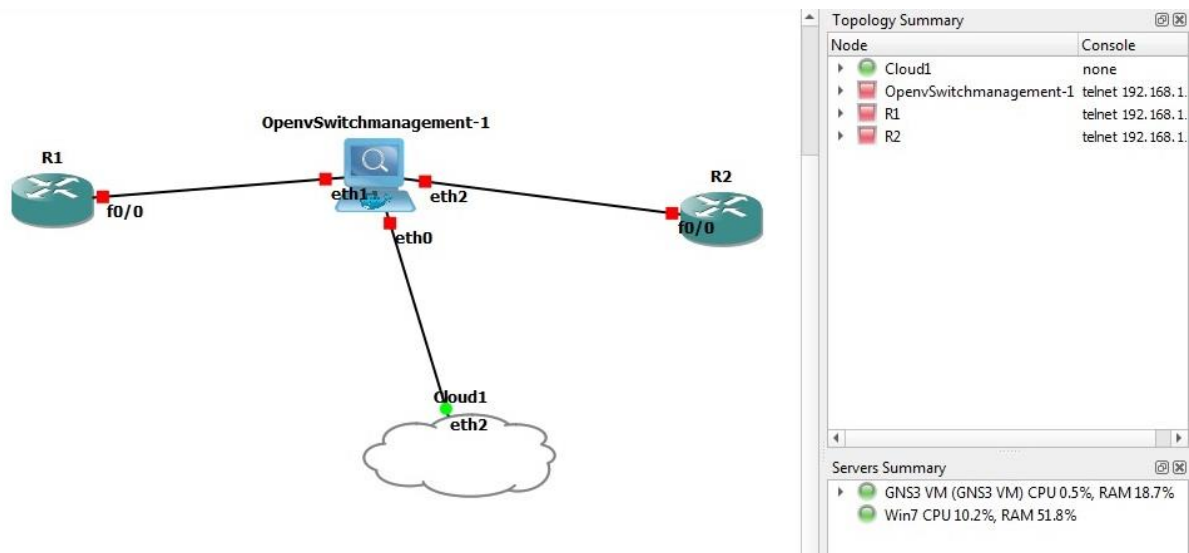 OpenvSwitchmanagement-1
R1
f0/0
eth1
eth2
eth0
R2
f0/0
Cloud1
eth2
Topology Summary
Node Console
Cloud1 none
OpenvSwitchmanagement-1 telnet 192.168.1.
R1 telnet 192.168.1.
R2 telnet 192.168.1.
Servers Summary
GNS3 VM (GNS3 VM) CPU 0.5%, RAM 18.7%
Win7 CPU 10.2%, RAM 51.8%